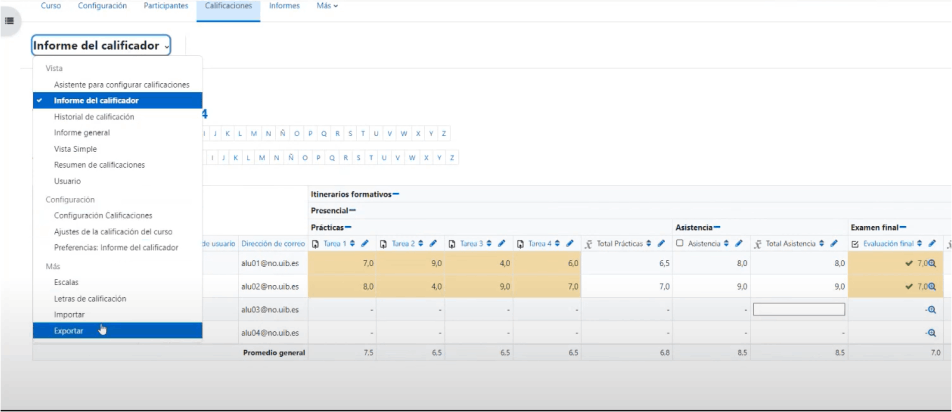 Curso Configuración Participantes Calificaciones Informes Más
Informe del calificador
Vista
Asistente para configurar calificaciones
Informe del calificador
Historial de calificación
Informe general
Vista Simple
Resumen de calificaciones
Usuario
Configuración
Configuración Calificaciones
Ajustes de la calificación del curso
Preferencias: Informe del calificador
Más
Escalas
Letras de calificación
Importar
Exportar
4
I J K L M N Ñ O P Q R S T U V W X Y Z
I J K L M N Ñ O P Q R S T U V W X Y Z
Itinerarios formativos
Presencial
Prácticas Asistencia Examen final
de usuario Dirección de correo Tarea 1 Tarea 2 Tarea 3 Tarea 4 Total Prácticas Asistencia Total Asistencia Evaluación final
alu01@no.uib.es 7,0 9,0 4,0 6,0 6,5 8,0 8,0 7,0
alu02@no.uib.es 8,0 4,0 9,0 7,0 7,0 9,0 9,0 7,0
alu03@no.uib.es - - - - - - -
alu04@no.uib.es - - - - - - - -
Promedio general 7,5 6,5 6,5 6,5 6,8 8,5 8,5 7,0